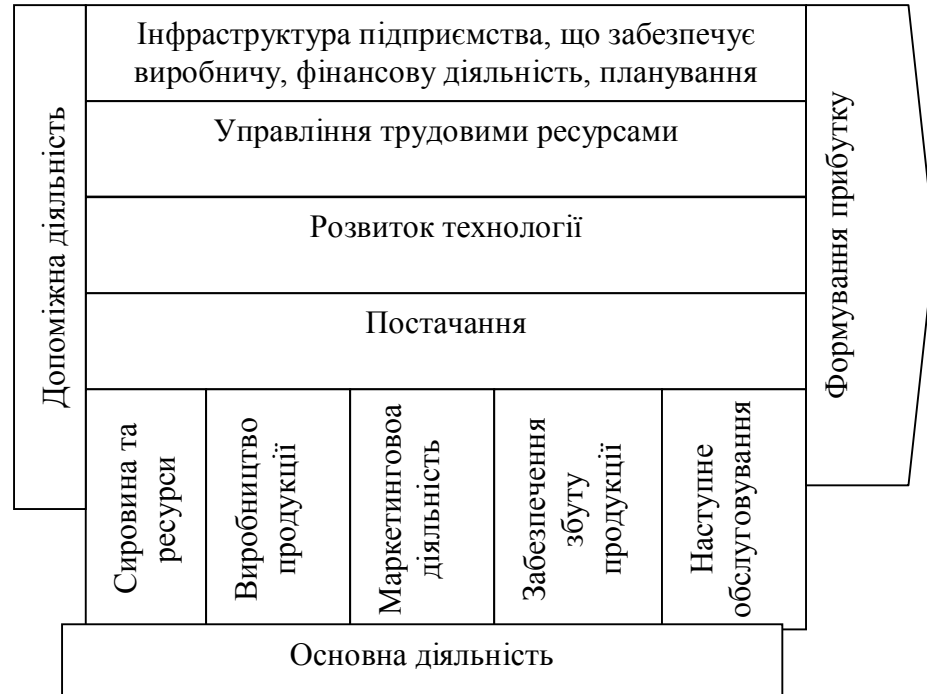 Інфраструктура підприємства, що забезпечує
виробничу, фінансову діяльність, планування
Управління трудовими ресурсами
Розвиток технології
Постачання
Допоміжна діяльність
Формування прибутку
Сировина та
ресурси
Виробництво
продукції
Маркетинговоа
діяльність
Забезпечення
збуту
продукції
Наступне
обслуговування
Основна діяльність